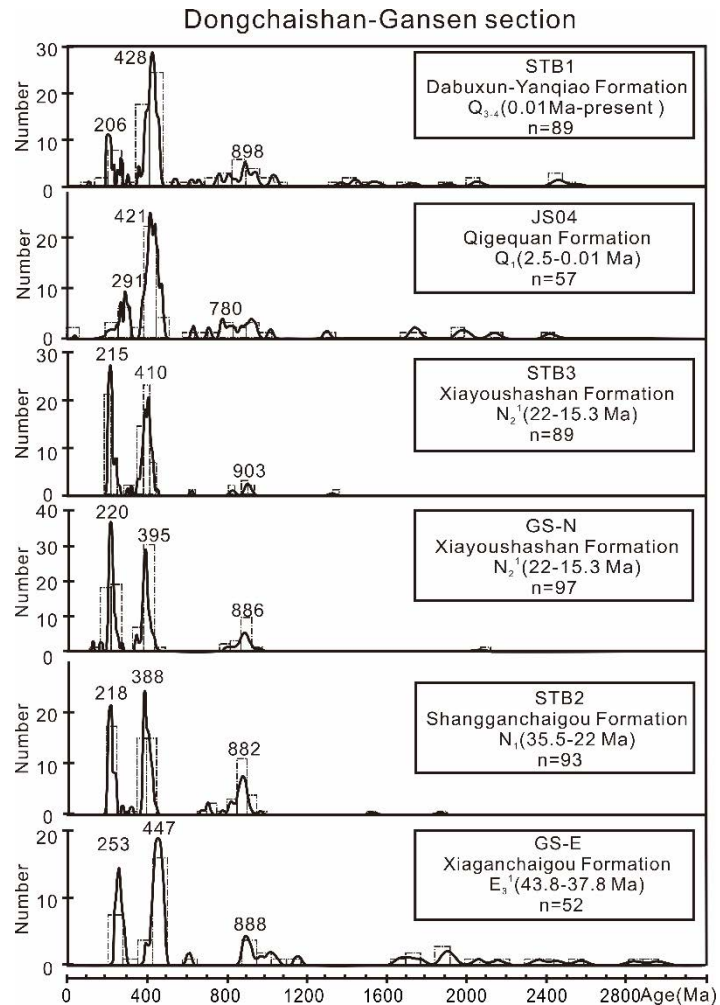 Dongchaishan-Gansen section
30
20
10
0
Number
428
206
898
STB1
Dabuxun-Yanqiao Formation
Q₃₋₄(0.01Ma-present )
n=89
20
10
0
Number
421
291
780
JS04
Qigequan Formation
Q₁(2.5-0.01 Ma)
n=57
30
20
10
0
Number
215
410
903
STB3
Xiayoushashan Formation
N₂¹(22-15.3 Ma)
n=89
40
30
20
10
0
Number
220
395
886
GS-N
Xiayoushashan Formation
N₂¹(22-15.3 Ma)
n=97
20
10
0
Number
218
388
882
STB2
Shangganchaigou Formation
N₁(35.5-22 Ma)
n=93
20
10
0
Number
253
447
888
GS-E
Xiaganchaigou Formation
E₃¹(43.8-37.8 Ma)
n=52
0 400 800 1200 1600 2000 2400 2800 Age(Ma)